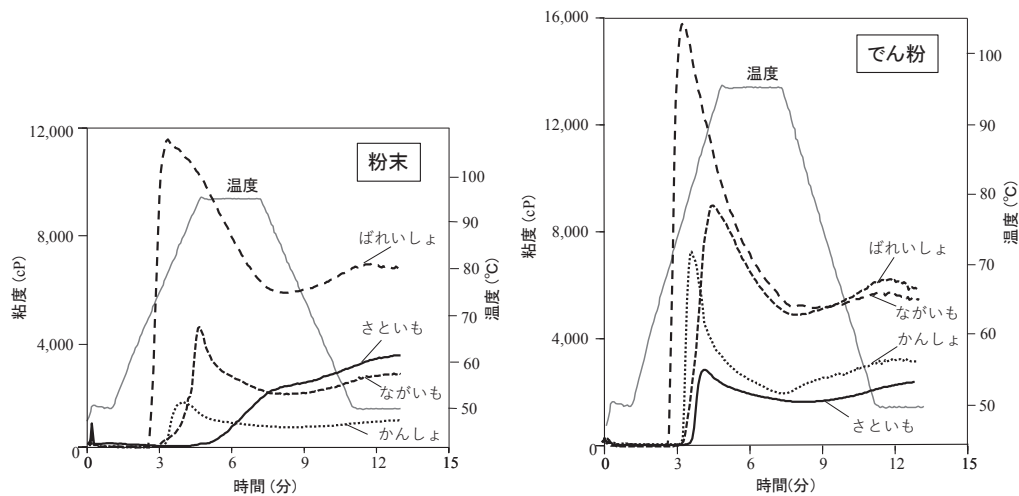 粉末
12,000
8,000
4,000
0
粘度 (cP)
100
90
80
70
60
50
温度 (℃)
0
3
6
9
12
15
時間 (分)
温度
ばれいしょ
さといも
ながいも
かんしょ
でん粉
16,000
12,000
8,000
4,000
0
粘度 (cP)
100
90
80
70
60
50
温度 (℃)
0
3
6
9
12
15
時間(分)
温度
ばれいしょ
ながいも
かんしょ
さといも